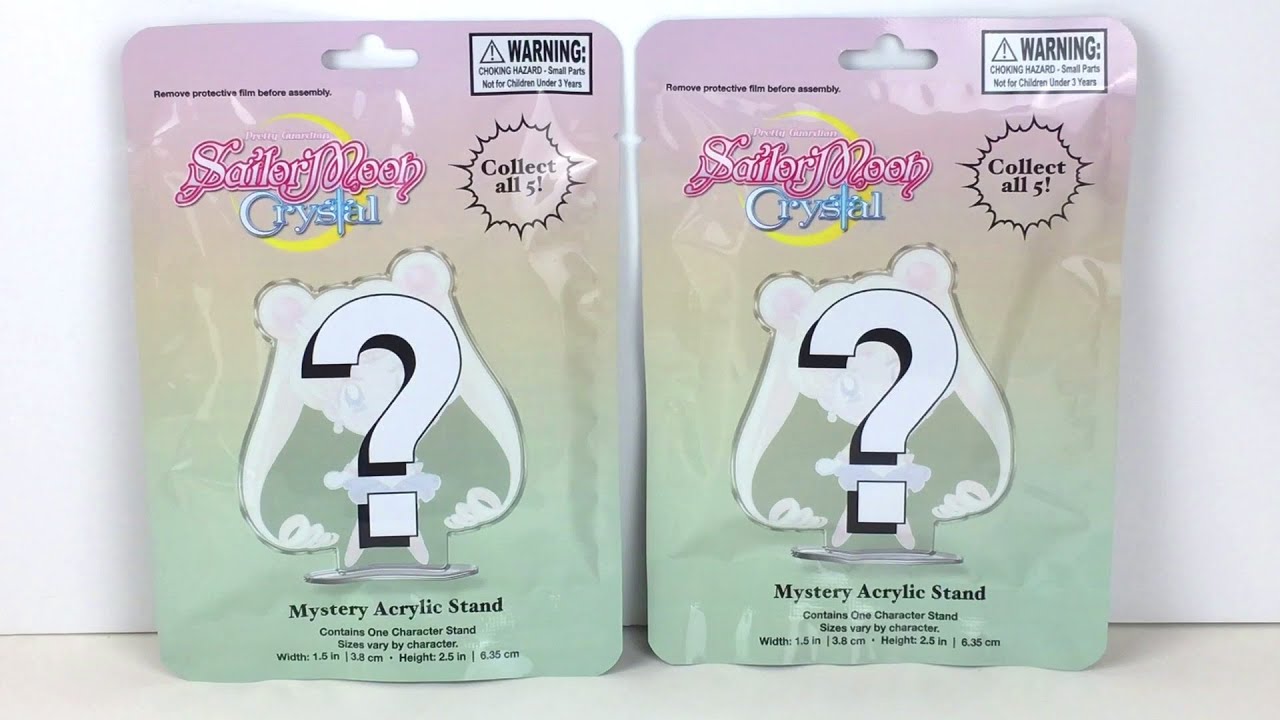 Remove protective film before assembly.
WARNING:
CHOKING HAZARD - Small Parts
Not for Children Under 3 Years
Pretty Guardian
Sailor Moon
Crystal
Collect
all 5!
?
Mystery Acrylic Stand
Contains One Character Stand
Sizes vary by character.
Width: 1.5 in | 3.8 cm • Height: 2.5 in | 6.35 cm
Remove protective film before assembly.
WARNING:
CHOKING HAZARD - Small Parts
Not for Children Under 3 Years
Pretty Guardian
Sailor Moon
Crystal
Collect
all 5!
?
Mystery Acrylic Stand
Contains One Character Stand
Sizes vary by character.
Width: 1.5 in | 3.8 cm • Height: 2.5 in | 6.35 cm